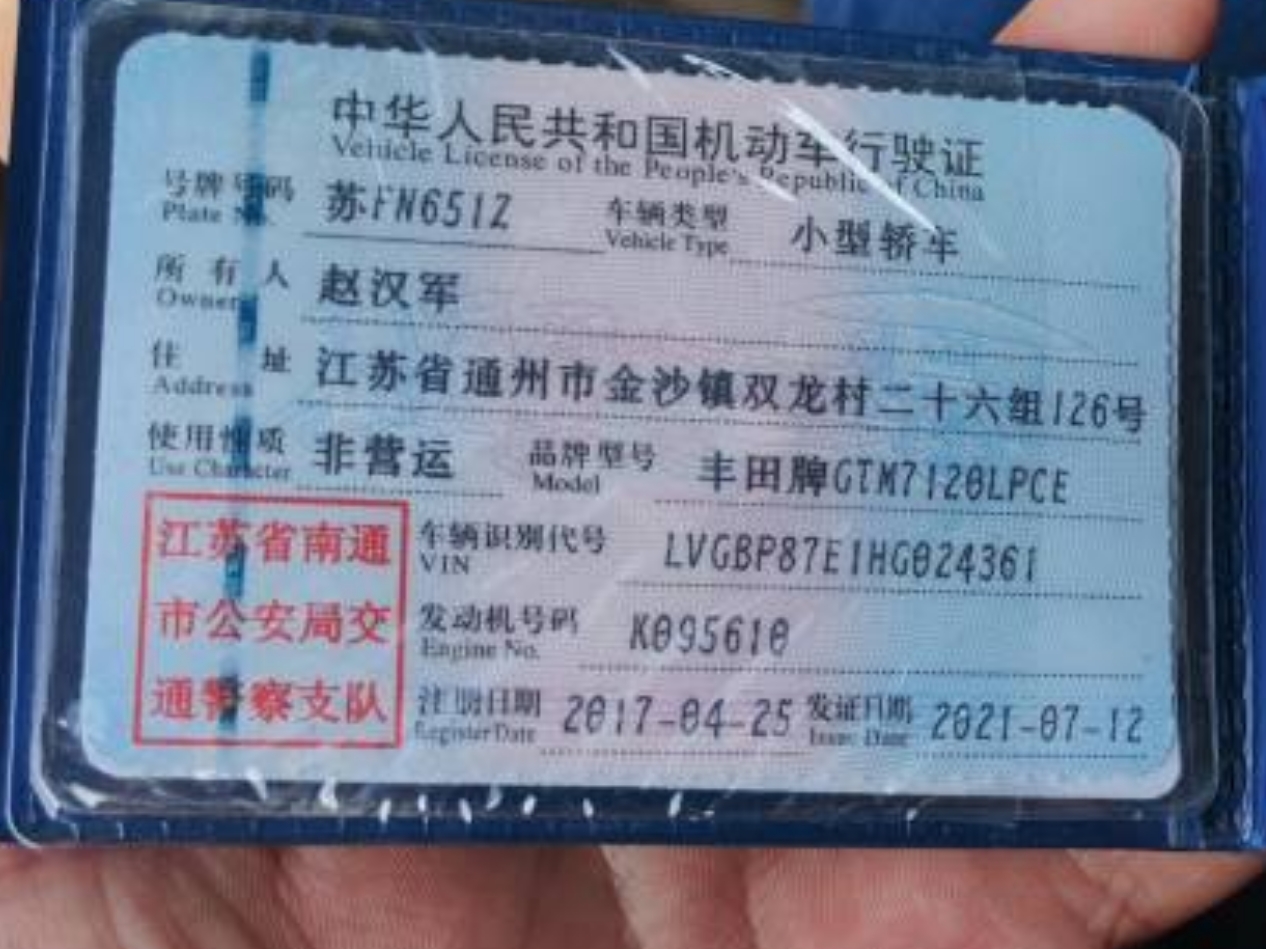 中华人民共和国机动车行驶证
Vehicle License of the People's Republic of China
号牌号码 苏FN651Z 车辆类型 小型轿车
Plate No. Vehicle Type
所有人 赵汉军
Owner
住址 江苏省通州市金沙镇双龙村二十六组126号
Address
使用性质 非营运 品牌型号 丰田牌GTM7120LPCE
Use Character Model
江苏省南通
市公安局交
通警察支队
车辆识别代号 LVGBP87E1HG024361
VIN
发动机号码 K095610
Engine No.
注册日期 2017-04-25 发证日期 2021-07-12
Register Date Issue Date